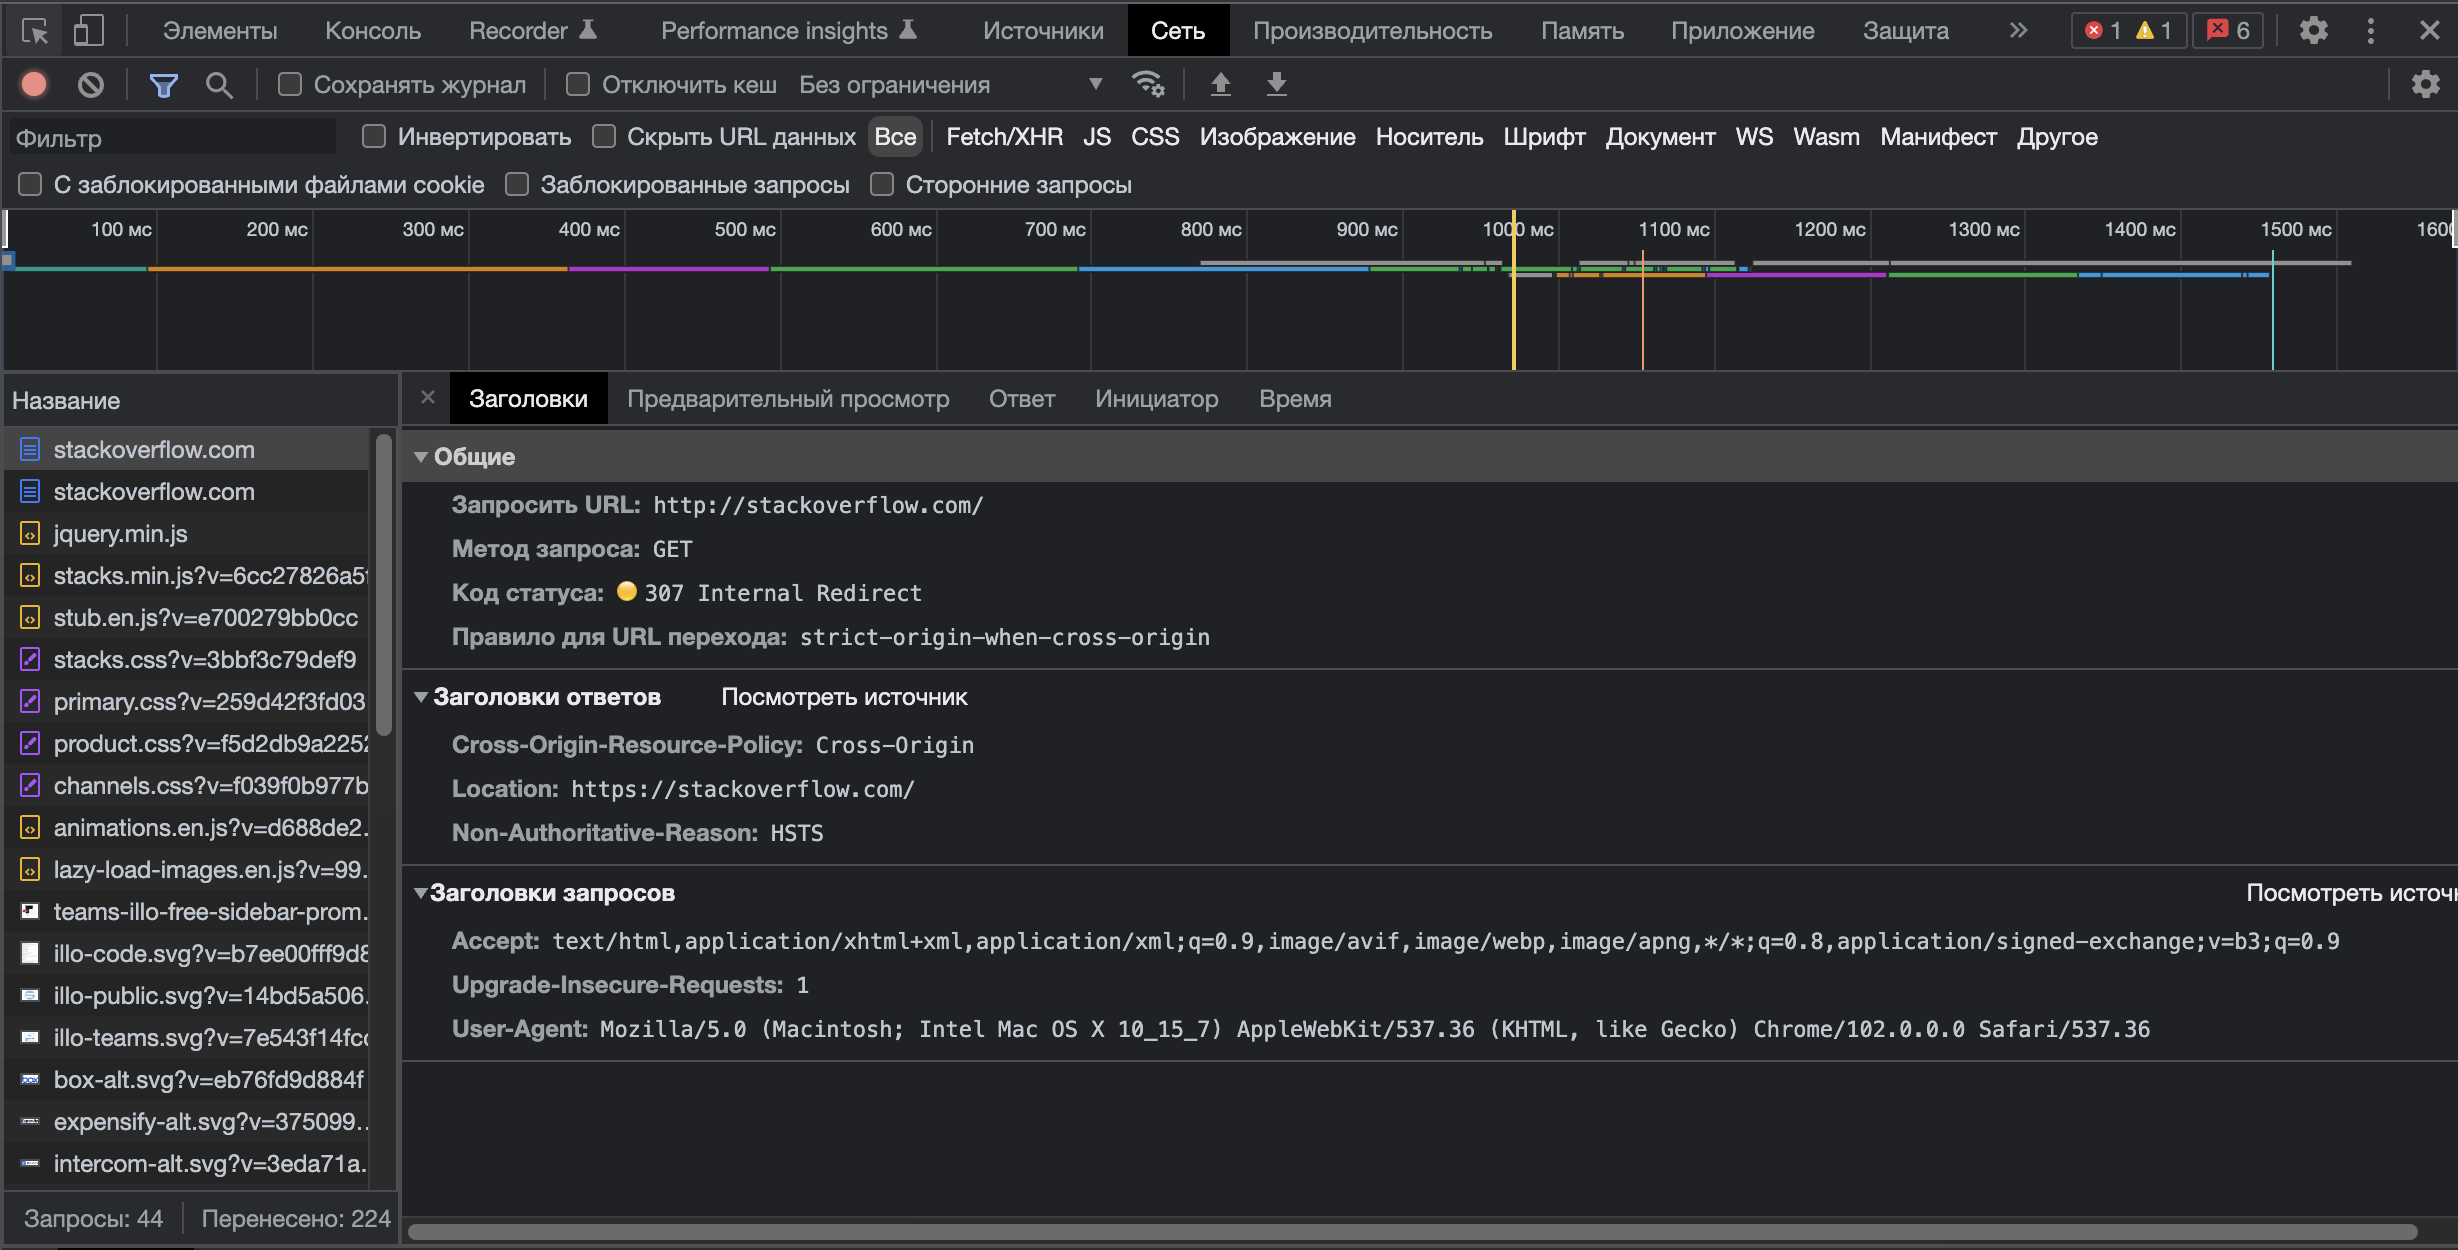 Элементы Консоль Recorder Performance insights Источники Сеть Производительность Память Приложение Защита » 1 1 6
Сохранять журнал Отключить кеш Без ограничения
Фильтр Инвертировать Скрыть URL данных Все Fetch/XHR JS CSS Изображение Носитель Шрифт Документ WS Wasm Манифест Другое
С заблокированными файлами cookie Заблокированные запросы Сторонние запросы
100 мс 200 мс 300 мс 400 мс 500 мс 600 мс 700 мс 800 мс 900 мс 1000 мс 1100 мс 1200 мс 1300 мс 1400 мс 1500 мс 1600
Название
stackoverflow.com
stackoverflow.com
jquery.min.js
stacks.min.js?v=6cc27826a5f
stub.en.js?v=e700279bb0cc
stacks.css?v=3bbf3c79def9
primary.css?v=259d42f3fd03
product.css?v=f5d2db9a2252
channels.css?v=f039f0b977b
animations.en.js?v=d688de2.
lazy-load-images.en.js?v=99.
teams-illo-free-sidebar-prom.
illo-code.svg?v=b7ee00fff9d8
illo-public.svg?v=14bd5a506.
illo-teams.svg?v=7e543f14fcc
box-alt.svg?v=eb76fd9d884f
expensify-alt.svg?v=375099..
intercom-alt.svg?v=3eda71a.
Запросы: 44 Перенесено: 224
Заголовки Предварительный просмотр Ответ Инициатор Время
Общие
Запросить URL: http://stackoverflow.com/
Метод запроса: GET
Код статуса: 307 Internal Redirect
Правило для URL перехода: strict-origin-when-cross-origin
Заголовки ответов Посмотреть источник
Cross-Origin-Resource-Policy: Cross-Origin
Location: https://stackoverflow.com/
Non-Authoritative-Reason: HSTS
Заголовки запросов Посмотреть источн
Accept: text/html,application/xhtml+xml,application/xml;q=0.9,image/avif,image/webp,image/apng,*/*;q=0.8,application/signed-exchange;v=b3;q=0.9
Upgrade-Insecure-Requests: 1
User-Agent: Mozilla/5.0 (Macintosh; Intel Mac OS X 10_15_7) AppleWebKit/537.36 (KHTML, like Gecko) Chrome/102.0.0.0 Safari/537.36